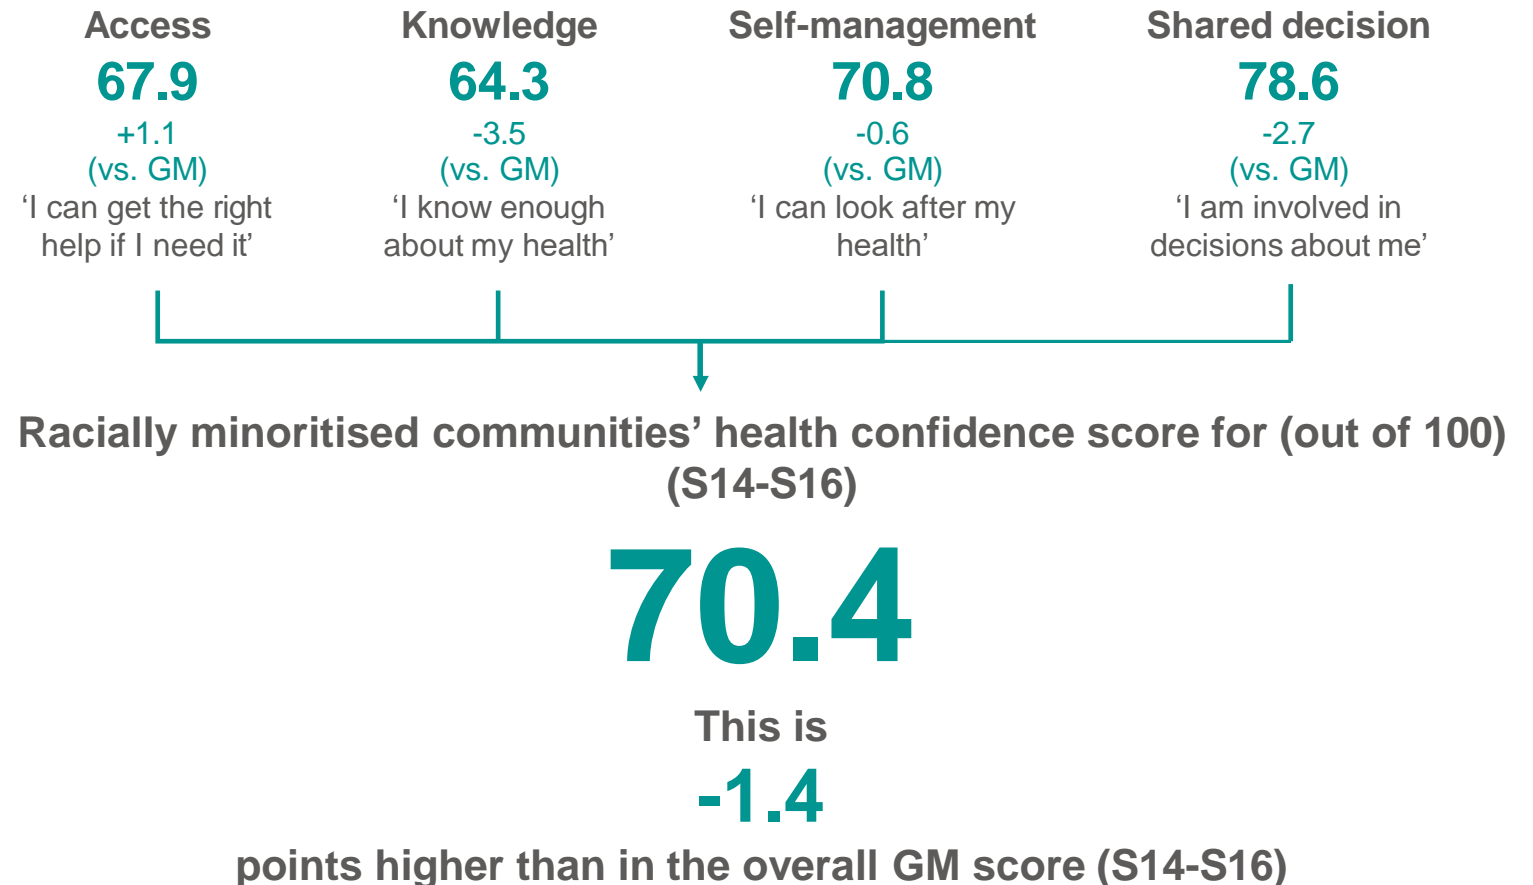 Access
67.9
+1.1
(vs. GM)
‘I can get the right
help if I need it’
Knowledge
64.3
-3.5
(vs. GM)
‘I know enough
about my health’
Self-management
70.8
-0.6
(vs. GM)
‘I can look after my
health’
Shared decision
78.6
-2.7
(vs. GM)
‘I am involved in
decisions about me’
Racially minoritised communities’ health confidence score for (out of 100)
(S14-S16)
70.4
This is
-1.4
points higher than in the overall GM score (S14-S16)